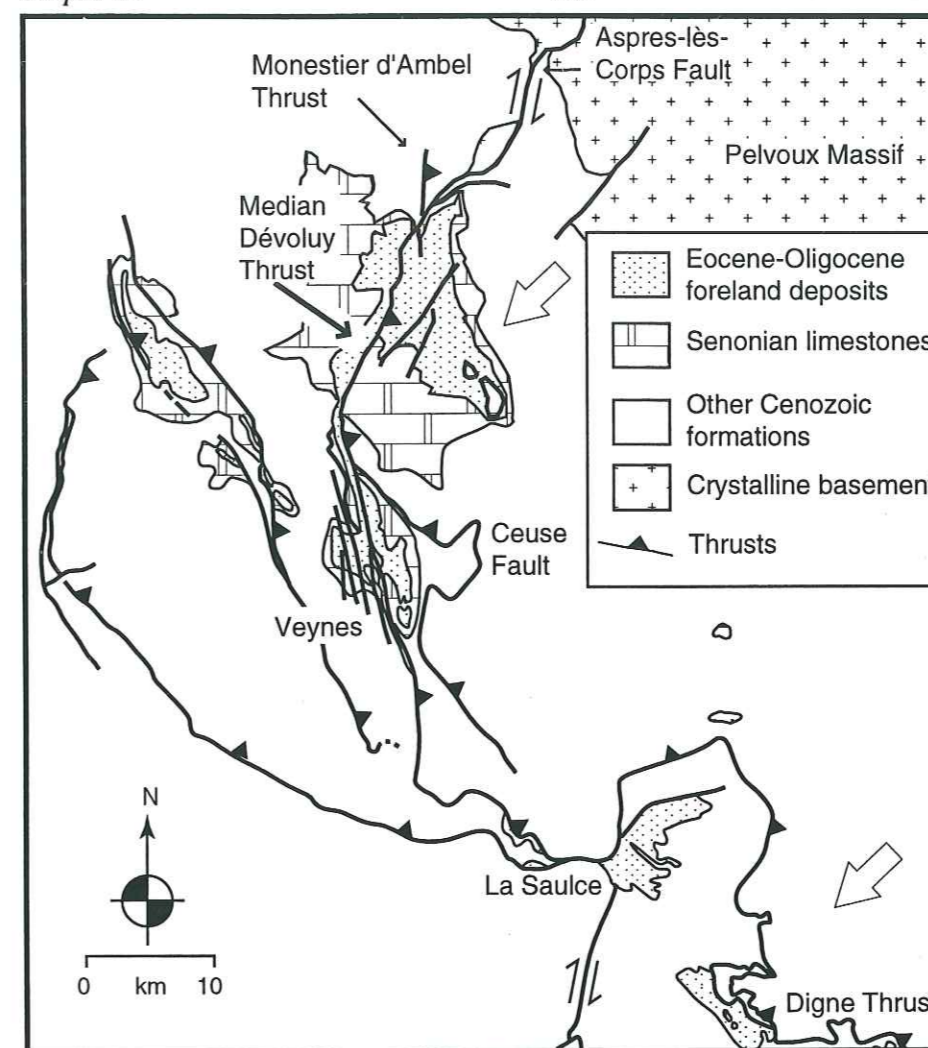 Aspres-lès-
Corps Fault
Monestier d'Ambel
Thrust
Pelvoux Massif
Median
Dévoluy
Thrust
Eocene-Oligocene
foreland deposits
Senonian limestones
Other Cenozoic
formations
Crystalline basemen
Thrusts
Ceuse
Fault
Veynes
N
La Saulce
0 km 10
Digne Thrus